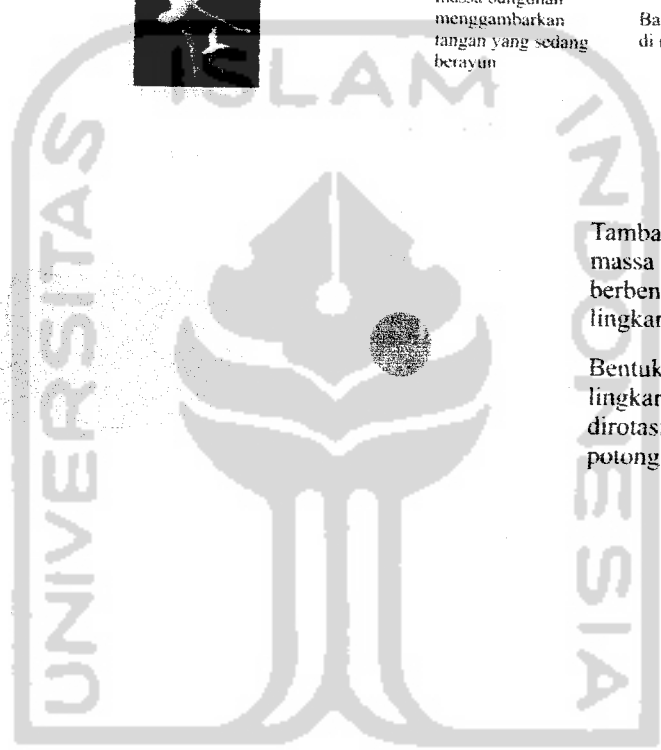 massa bangunan
menggambarkan
tangan yang sedang
berayun
Ba
di
ISLAM
UNIVERSITAS
INDONESIA
Tamba
massa
berben
lingkar
Bentuk
lingkar
dirotas
potong